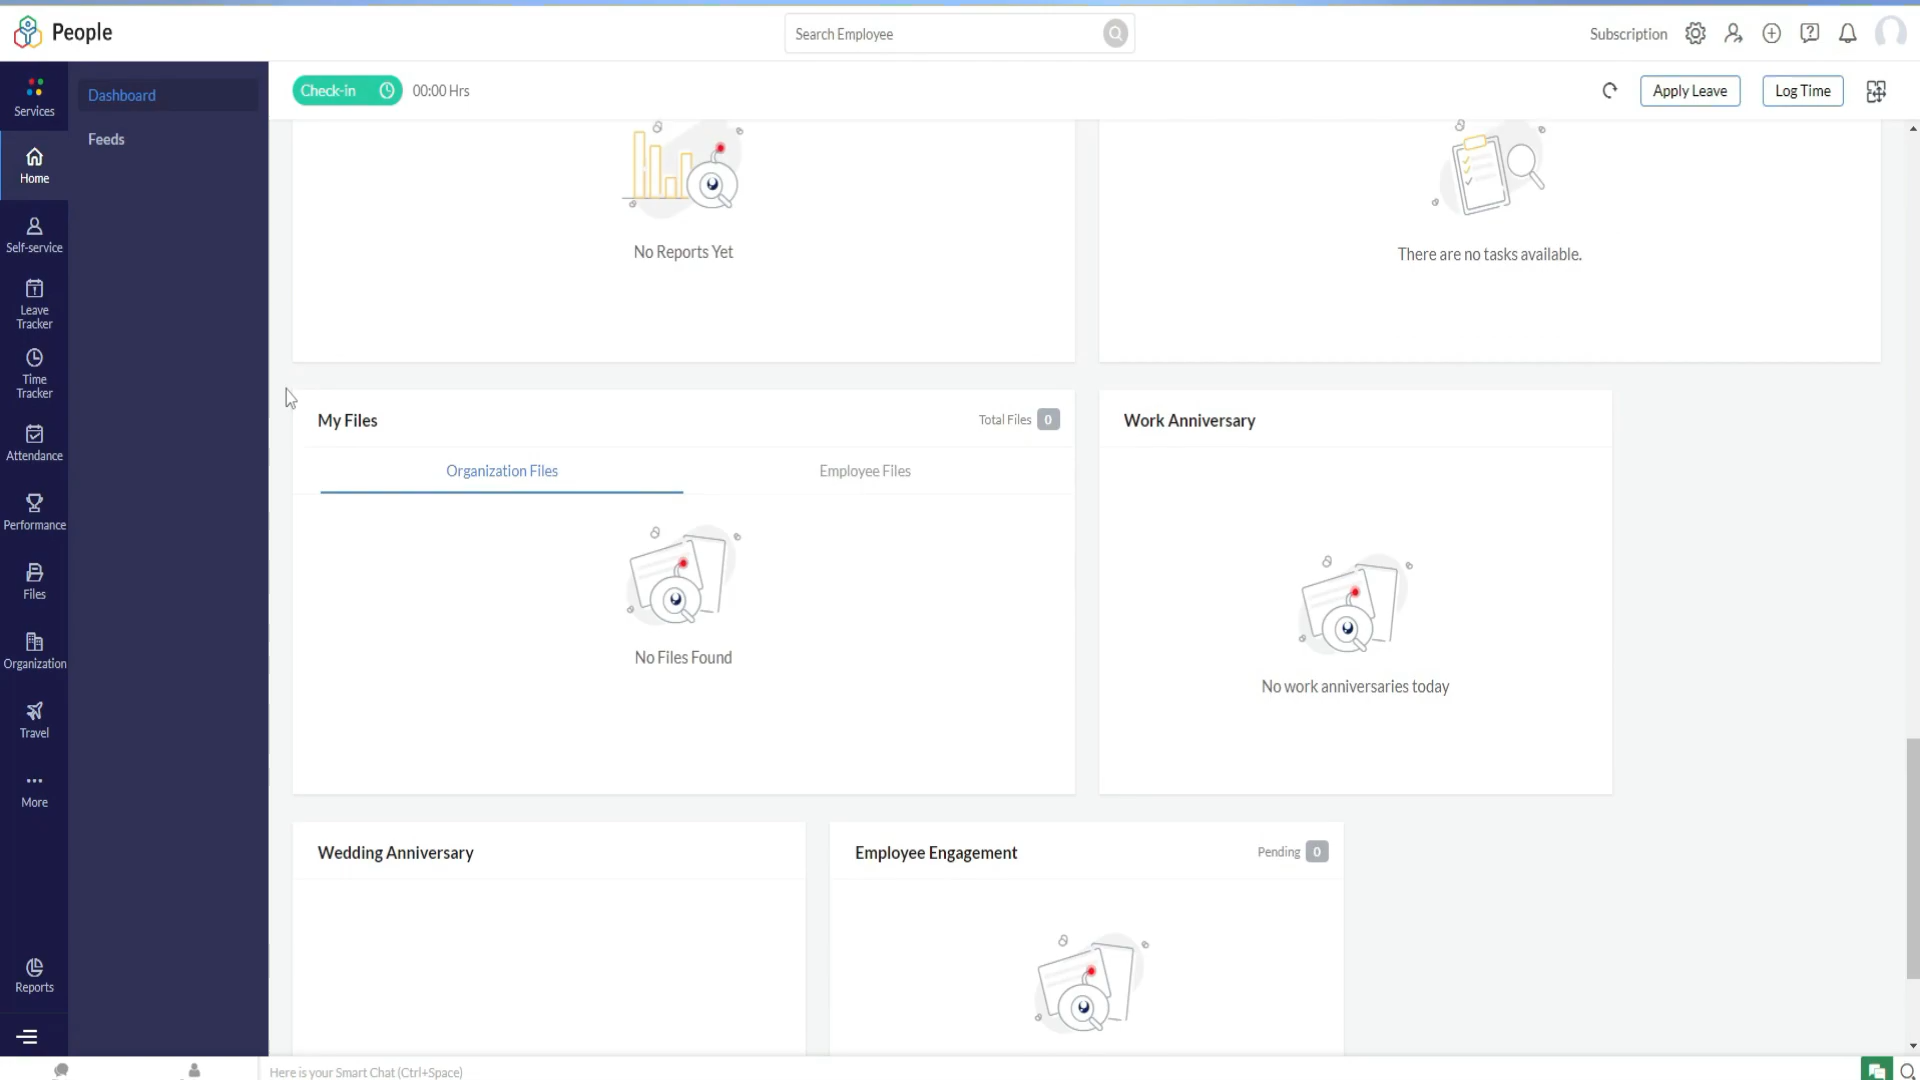 People
Search Employee
Subscription
Services
Dashboard
Check-in
00:00 Hrs
Apply Leave
Log Time
Feeds
Home
Self-service
Leave
Tracker
Time
Tracker
Attendance
Performance
Files
Organization
Travel
More
Reports
No Reports Yet
There are no tasks available.
My Files
Total Files 0
Organization Files
Employee Files
No Files Found
Work Anniversary
No work anniversaries today
Wedding Anniversary
Employee Engagement
Pending 0
Here is your Smart Chat (Ctrl+Space)